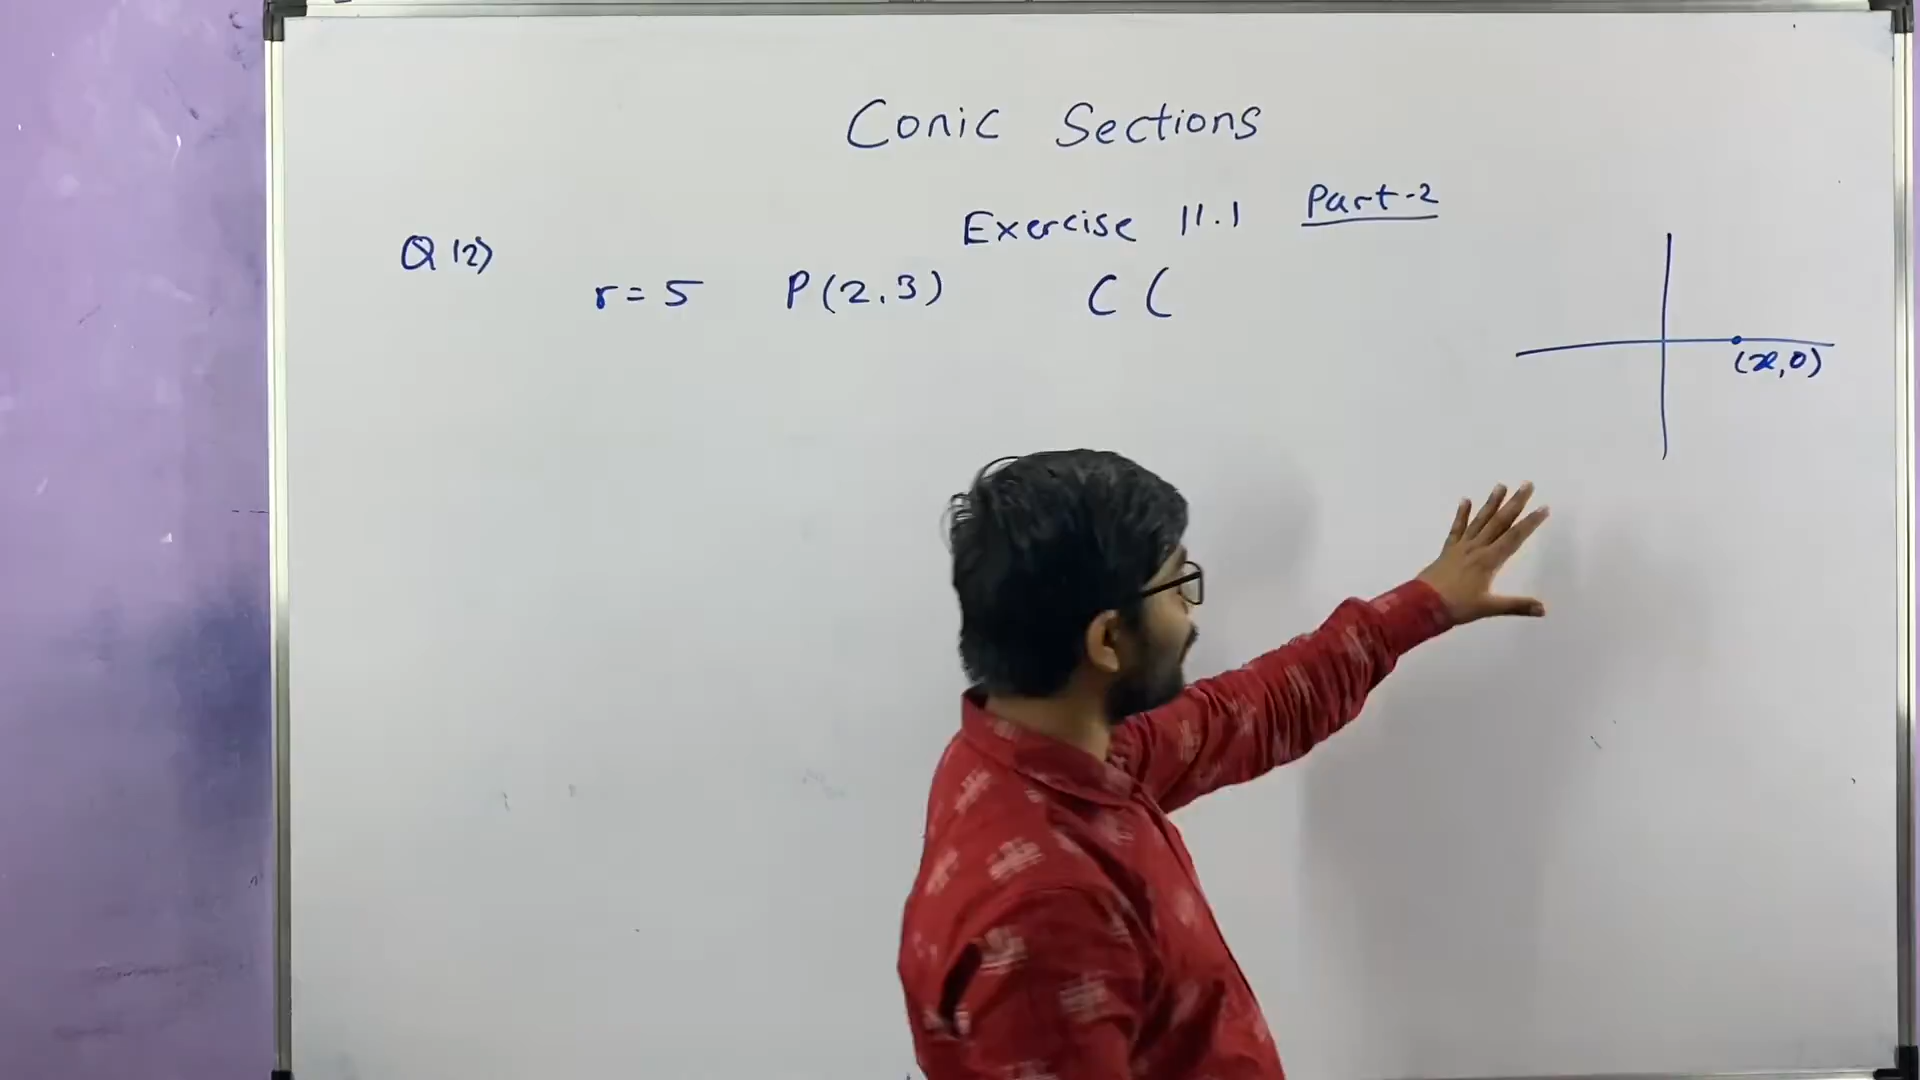 Conic Sections
Exercise 11.1 Part-2
Q 12)
r = 5 P(2,3) C (
(x,0)